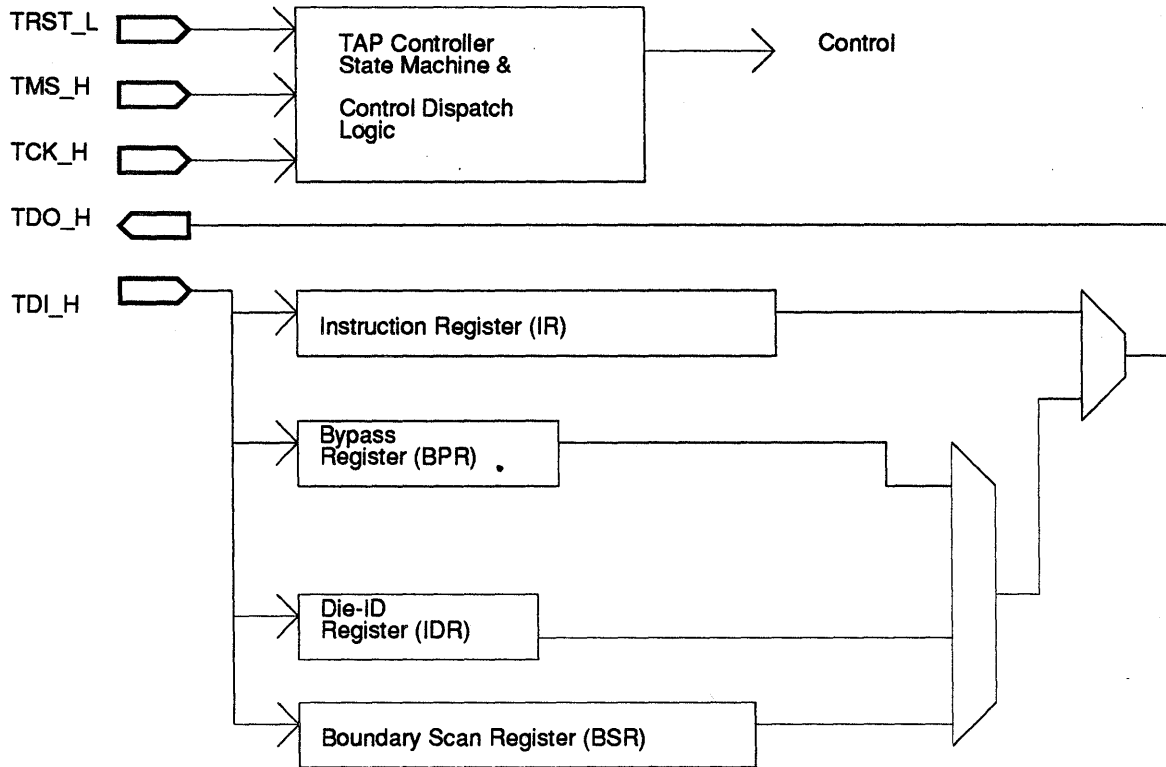 TRST_L
TMS_H
TCK_H
TDO_H
TDI_H
TAP Controller
State Machine &
Control Dispatch
Logic
Control
Instruction Register (IR)
Bypass
Register (BPR)
Die-ID
Register (IDR)
Boundary Scan Register (BSR)